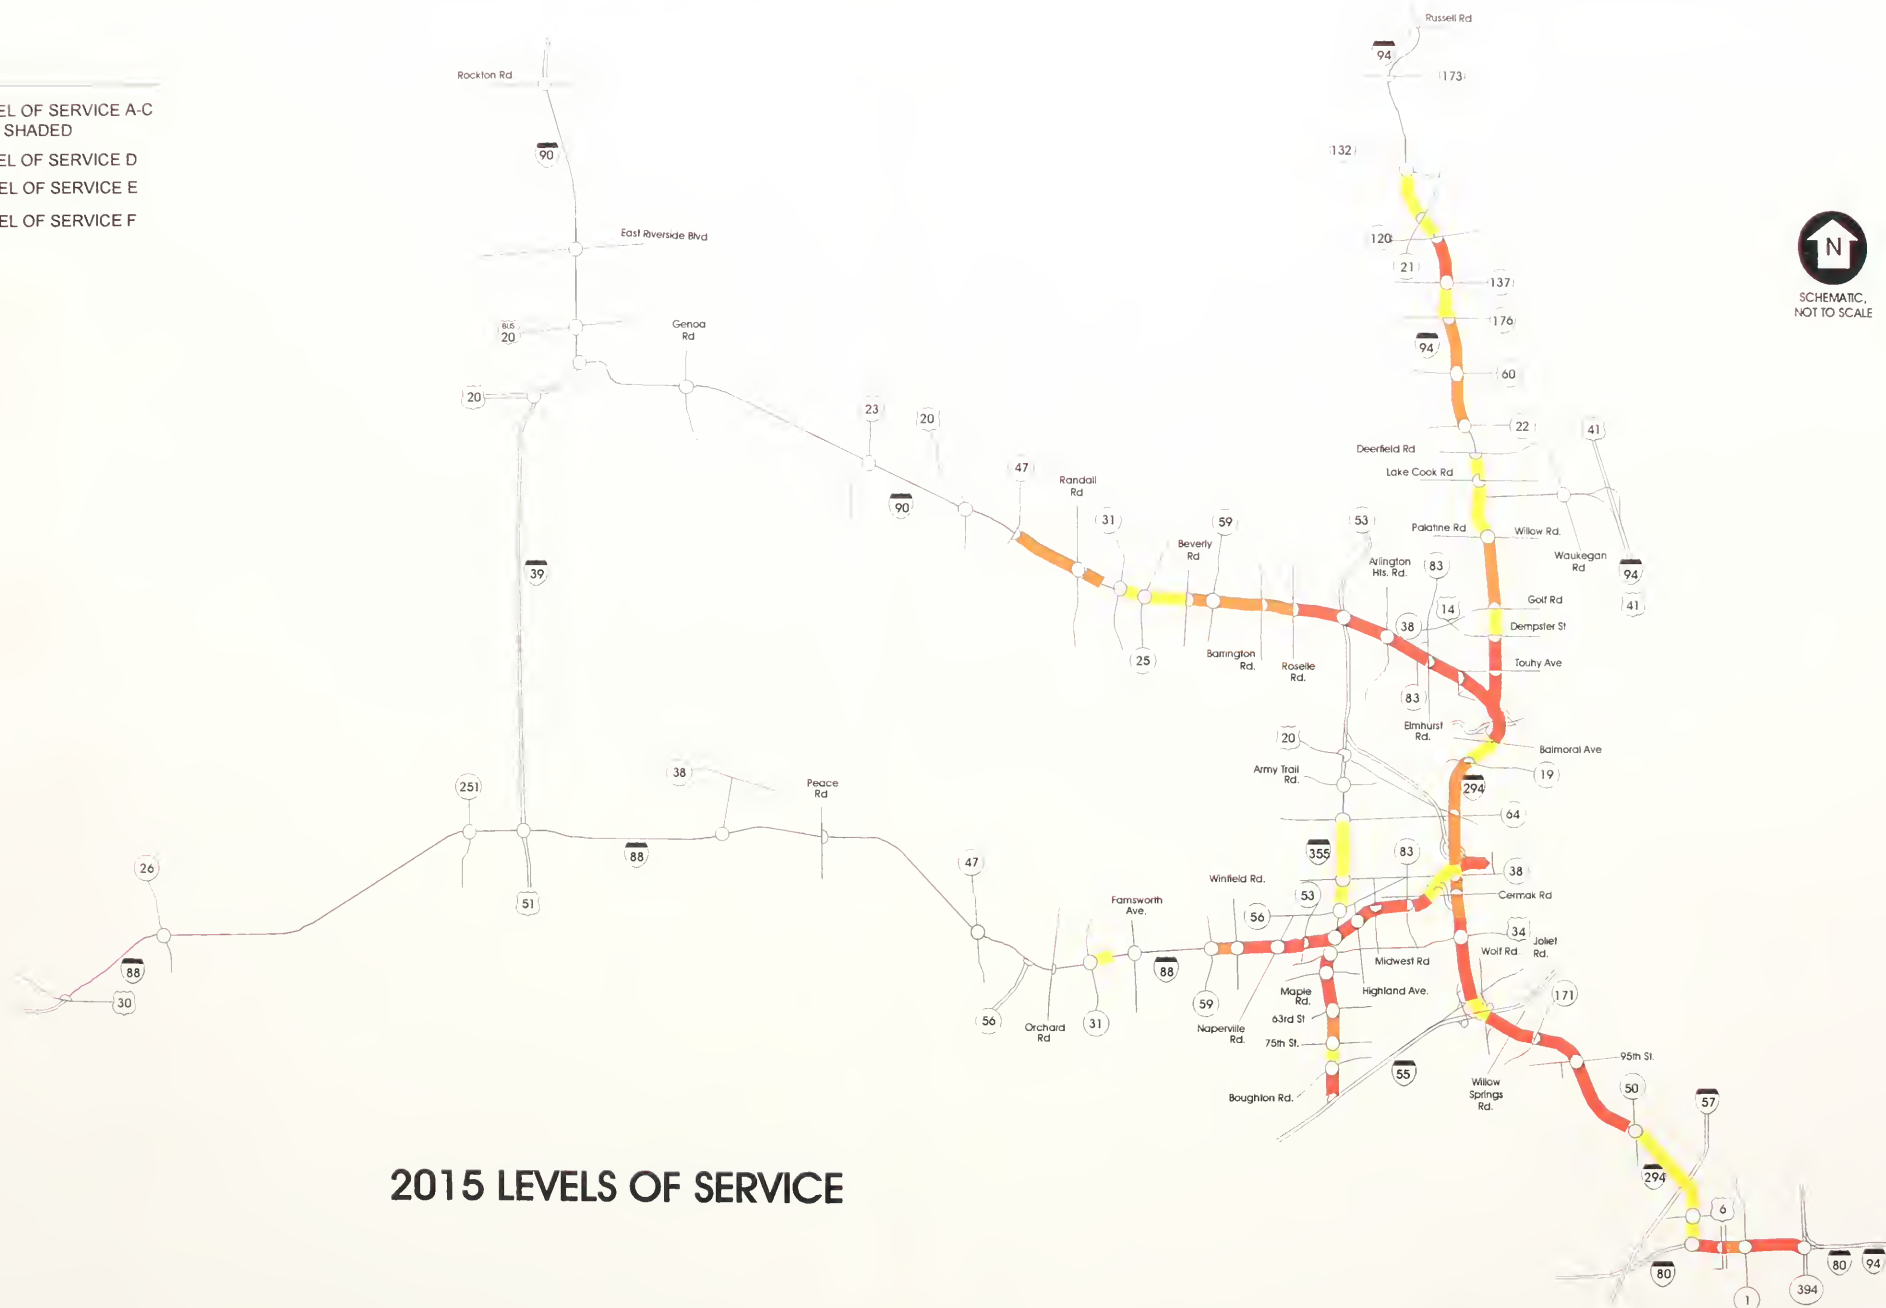 EL OF SERVICE A-C
SHADED
EL OF SERVICE D
EL OF SERVICE E
EL OF SERVICE F
Russell Rd
94
173
Rockton Rd
90
132
East Riverside Blvd
120
21
137
N
SCHEMATIC,
NOT TO SCALE
BUS
20
Genoa
Rd
176
94
60
20
23
20
22
41
Deerfield Rd
Lake Cook Rd
47
Randall
Rd
90
31
59
53
Palatine Rd
Willow Rd.
Waukegan
Rd
94
41
Beverly
Rd
Arlington
Hts. Rd.
83
39
14
Golf Rd
38
Dempster St
25
Barrington
Rd.
Roselle
Rd.
Touhy Ave
83
Elmhurst
Rd.
20
Balmoral Ave
Army Trail
Rd.
19
294
251
38
Peace
Rd
64
88
355
83
26
51
47
Winfield Rd.
38
Farnsworth
Ave.
53
Cermak Rd
56
34
Joliet
Rd.
Wolf Rd
Midwest Rd
88
88
30
Maple
Rd.
Highland Ave.
171
59
63rd St
56
Orchard
Rd
31
Naperville
Rd.
75th St.
95th St.
55
Boughton Rd.
Willow
Springs
Rd.
50
57
2015 LEVELS OF SERVICE
294
6
80
80
94
1
394